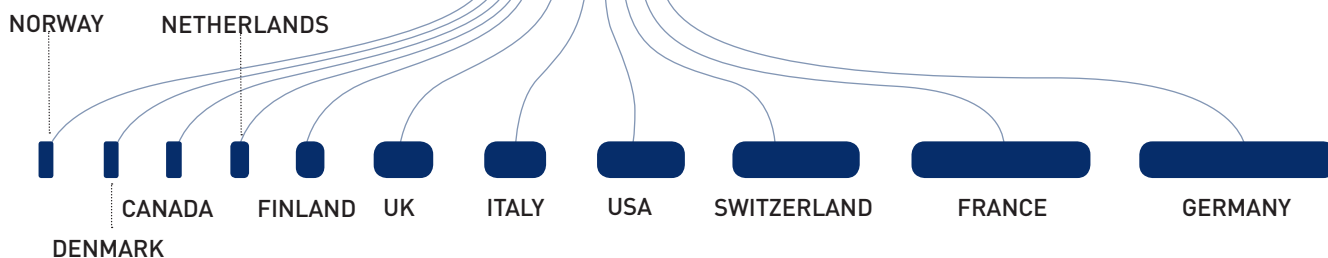 NORWAY
NETHERLANDS
CANADA
FINLAND
UK
ITALY
USA
SWITZERLAND
FRANCE
GERMANY
DENMARK